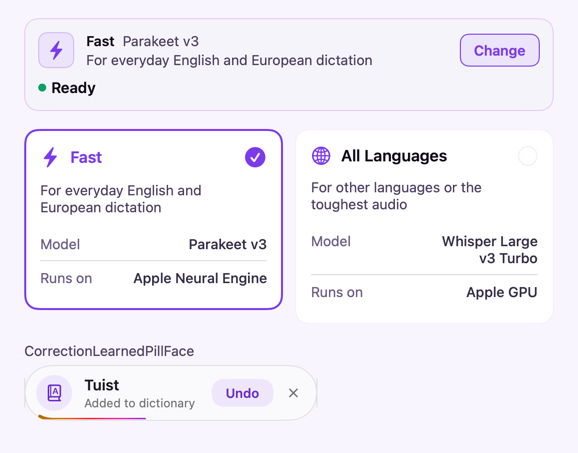 Fast Parakeet v3
For everyday English and European dictation
Change
Ready
Fast
For everyday English and
European dictation
Model Parakeet v3
Runs on Apple Neural Engine
All Languages
For other languages or the
toughest audio
Model Whisper Large
v3 Turbo
Runs on Apple GPU
CorrectionLearnedPillFace
A
Tuist
Added to dictionary
Undo